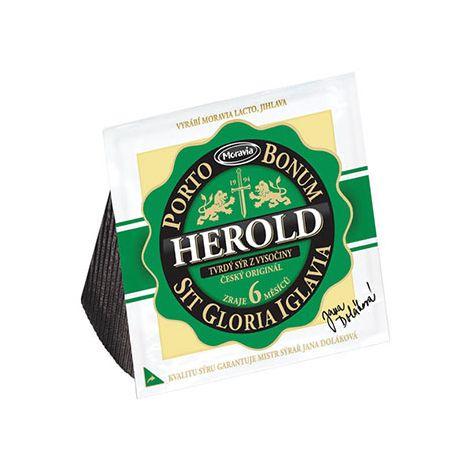 VYRÁBÍ MORAVIA LACTO, JIHLAVA
Moravia
PORTO BONUM
19 94
HEROLD
TVRDÝ SÝR Z VYSOČINY
ČESKÝ ORIGINÁL
ZRAJE 6 MĚSÍCŮ
SIT GLORIA IGLAVIA
Jana Doláková
KVALITU SÝRU GARANTUJE MISTR SÝRAŘ JANA DOLÁKOVÁ